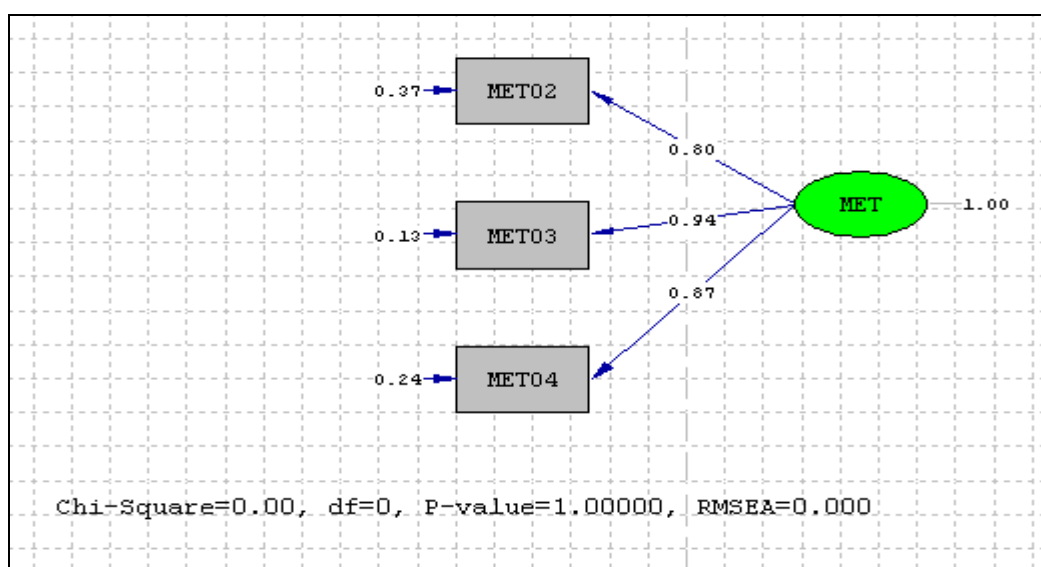 0.37 MET02
0.80
MET 1.00
0.13 MET03 0.94
0.87
0.24 MET04
Chi-Square=0.00, df=0, P-value=1.00000, RMSEA=0.000